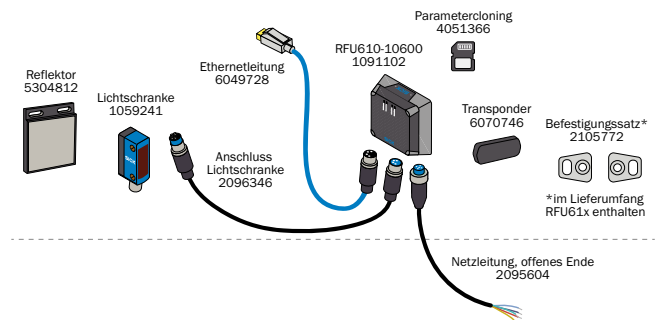 Parametercloning
4051366
RFU610-10600
1091102
Ethernetleitung
6049728
Reflektor
5304812
Lichtschranke
1059241
Transponder
6070746
Befestigungssatz*
2105772
Anschluss
Lichtschranke
2096346
*im Lieferumfang
RFU61x enthalten
Netzleitung, offenes Ende
2095604